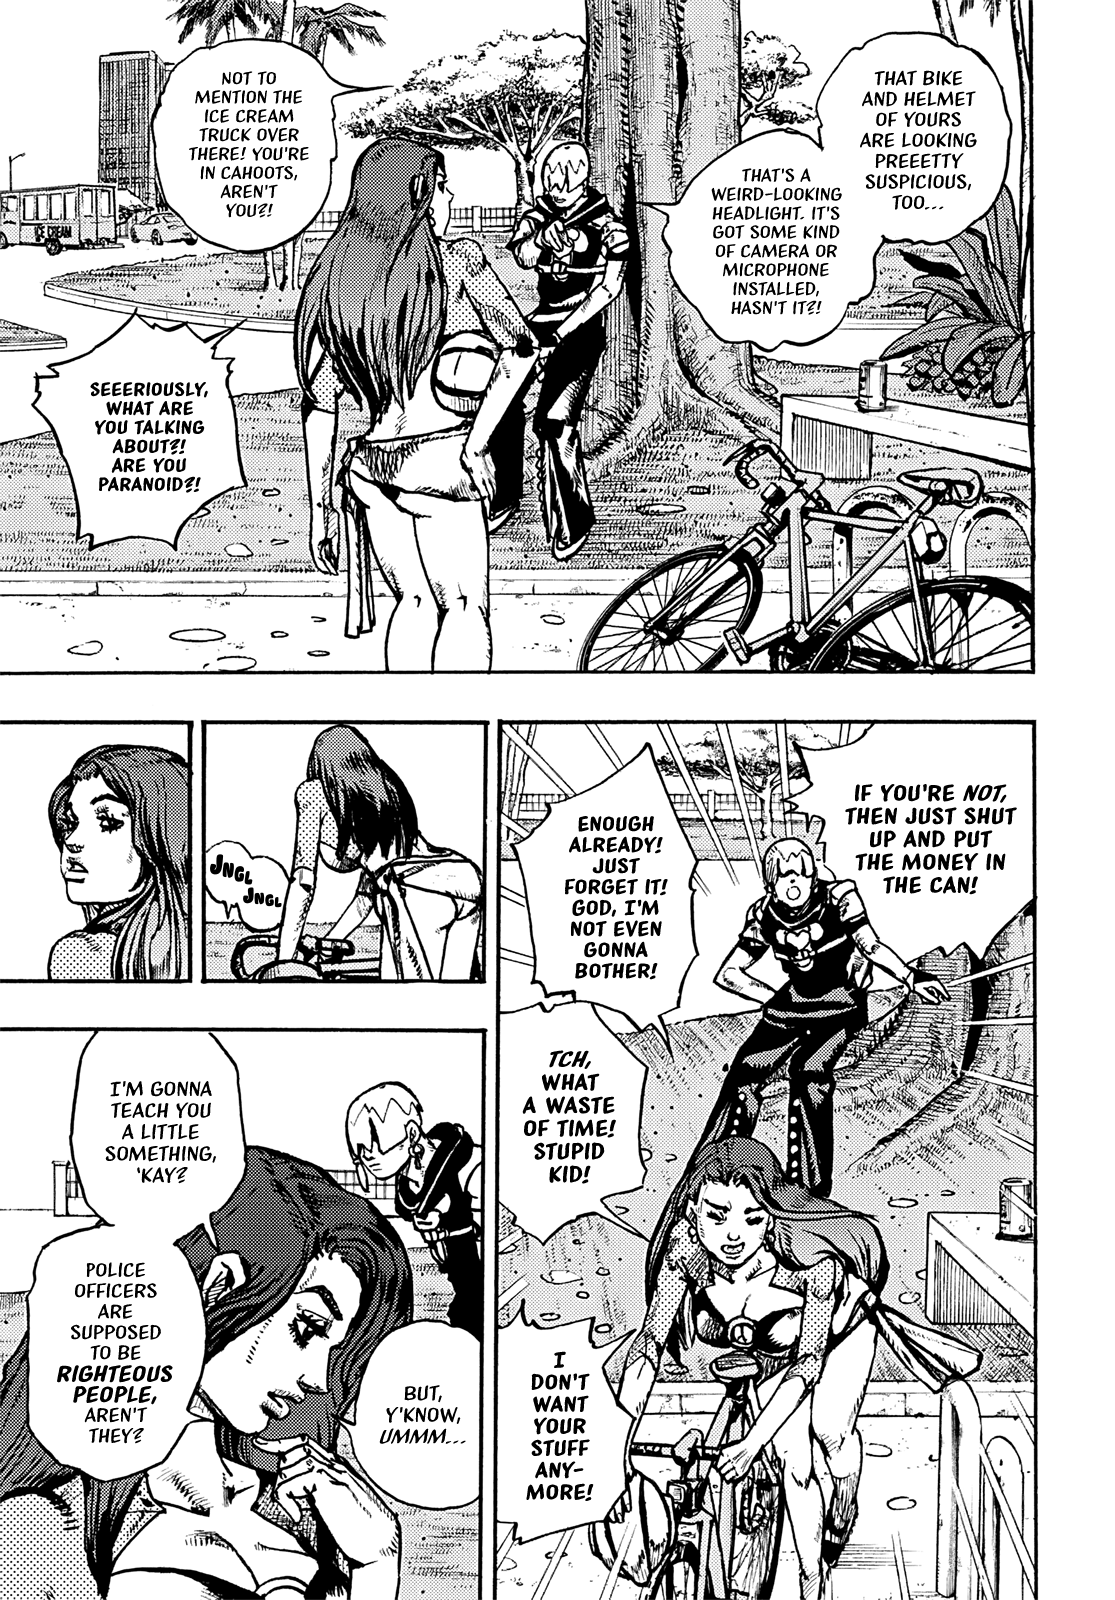 THAT BIKE
AND HELMET
OF YOURS
ARE LOOKING
PREEETTY
SUSPICIOUS,
TOO...
THAT'S A
WEIRD-LOOKING
HEADLIGHT. IT'S
GOT SOME KIND
OF CAMERA OR
MICROPHONE
INSTALLED,
HASN'T IT?!
NOT TO
MENTION THE
ICE CREAM
TRUCK OVER
THERE! YOU'RE
IN CAHOOTS,
AREN'T
YOU?!
ICE CREAM
SEEERIOUSLY,
WHAT ARE
YOU TALKING
ABOUT?!
ARE YOU
PARANOID?!
IF YOU'RE NOT,
THEN JUST SHUT
UP AND PUT
THE MONEY IN
THE CAN!
ENOUGH
ALREADY!
JUST
FORGET IT!
GOD, I'M
NOT EVEN
GONNA
BOTHER!
TCH,
WHAT
A WASTE
OF TIME!
STUPID
KID!
I
DON'T
WANT
YOUR
STUFF
ANY-
MORE!
JNGL
JNGL
I'M GONNA
TEACH YOU
A LITTLE
SOMETHING,
'KAY?
POLICE
OFFICERS
ARE
SUPPOSED
TO BE
RIGHTEOUS
PEOPLE,
AREN'T
THEY?
BUT,
Y'KNOW,
UMMM...